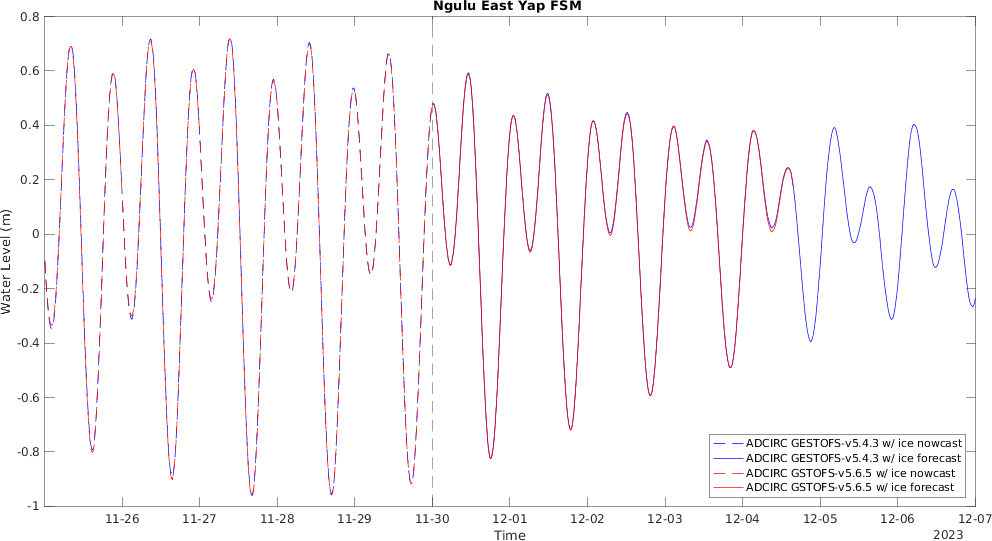 Ngulu East Yap FSM
0.8
0.6
0.4
0.2
0
-0.2
-0.4
-0.6
-0.8
-1
Water Level (m)
ADCIRC GESTOFS-v5.4.3 w/ ice nowcast
ADCIRC GESTOFS-v5.4.3 w/ ice forecast
ADCIRC GSTOFS-v5.6.5 w/ ice nowcast
ADCIRC GSTOFS-v5.6.5 w/ ice forecast
11-26 11-27 11-28 11-29 11-30 12-01 12-02 12-03 12-04 12-05 12-06 12-07
Time
2023